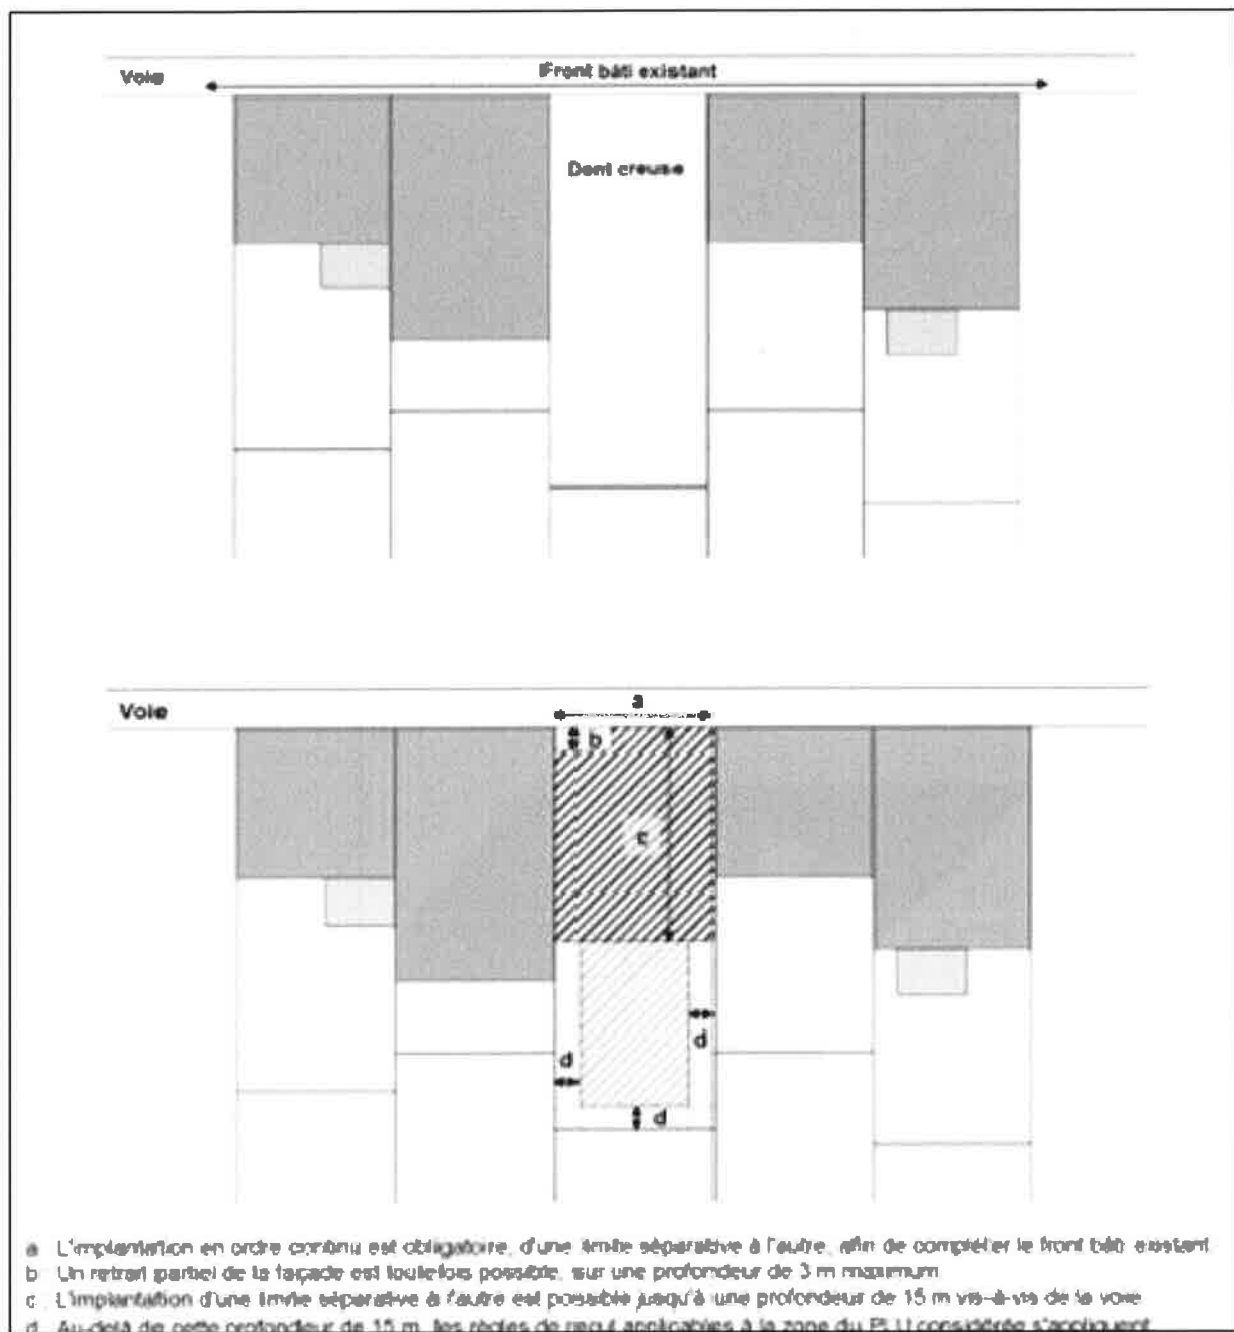 Voie
Front bâti existant
Dent creuse
Voie
a
b
c
d
d
d
a L'implantation en ordre continu est obligatoire, d'une limite séparative à l'autre, afin de compléter le front bâti existant
b Un retrait partiel de la façade est toutefois possible, sur une profondeur de 3 m maximum
c L'implantation d'une limite séparative à l'autre est possible jusqu'à une profondeur de 15 m vis-à-vis de la voie
d Au-delà de cette profondeur de 15 m, les règles de recul applicables à la zone du PLU considérée s'appliquent